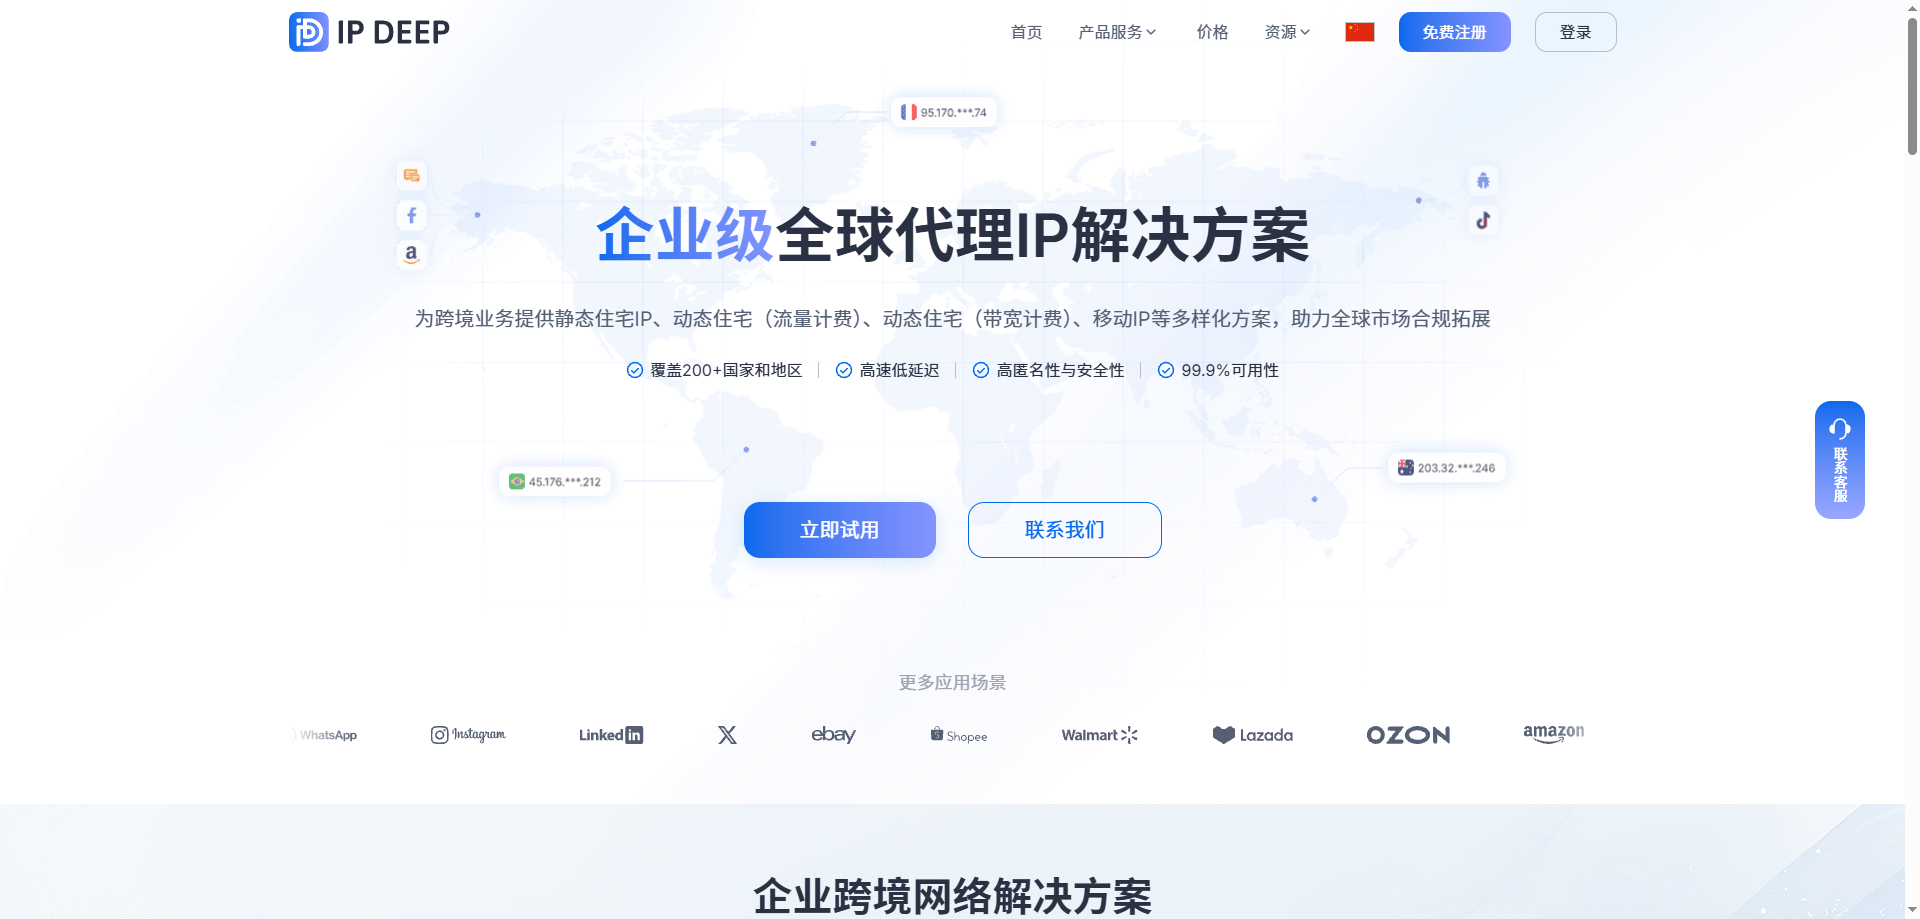 IP DEEP
首页
产品服务
价格
资源
免费注册
登录
95.170.***.74
企业级全球代理IP解决方案
为跨境业务提供静态住宅IP、动态住宅（流量计费）、动态住宅（带宽计费）、移动IP等多样化方案，助力全球市场合规拓展
覆盖200+国家和地区
高速低延迟
高匿名性与安全性
99.9%可用性
45.176.***.212
203.32.***.246
立即试用
联系我们
联系客服
更多应用场景
WhatsApp
Instagram
Linked in
X
ebay
Shopee
Walmart
Lazada
OZON
amazon
企业跨境网络解决方案